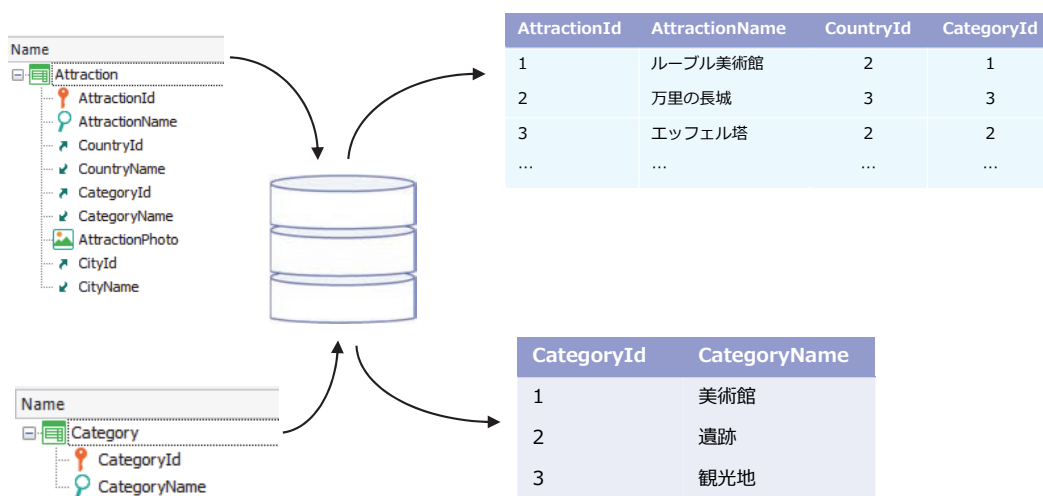 Name
Attraction
AttractionId
AttractionName
CountryId
CountryName
CategoryId
CategoryName
AttractionPhoto
CityId
CityName
AttractionId AttractionName CountryId CategoryId
1 ルーブル美術館 2 1
2 万里の長城 3 3
3 エッフェル塔 2 2
… … … …
Name
Category
CategoryId
CategoryName
CategoryId CategoryName
1 美術館
2 遺跡
3 観光地